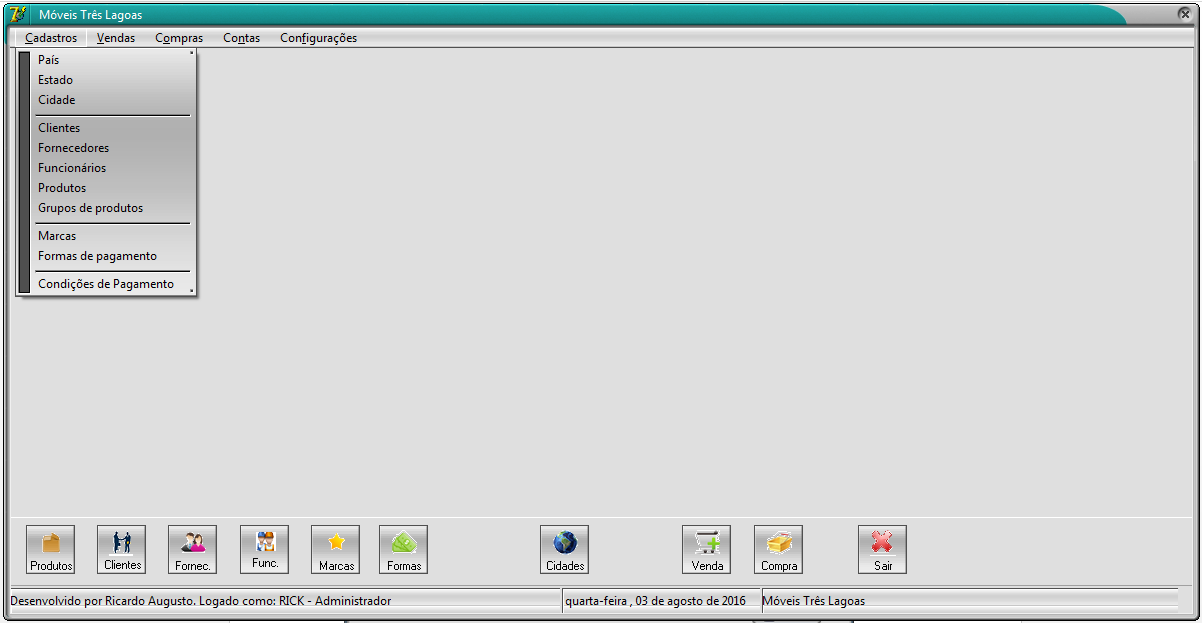 Móveis Três Lagoas
Cadastros Vendas Compras Contas Configurações
País
Estado
Cidade
Clientes
Fornecedores
Funcionários
Produtos
Grupos de produtos
Marcas
Formas de pagamento
Condições de Pagamento
Produtos Clientes Fornec. Func. Marcas Formas Cidades Venda Compra Sair
Desenvolvido por Ricardo Augusto. Logado como: RICK - Administrador quarta-feira , 03 de agosto de 2016 Móveis Três Lagoas